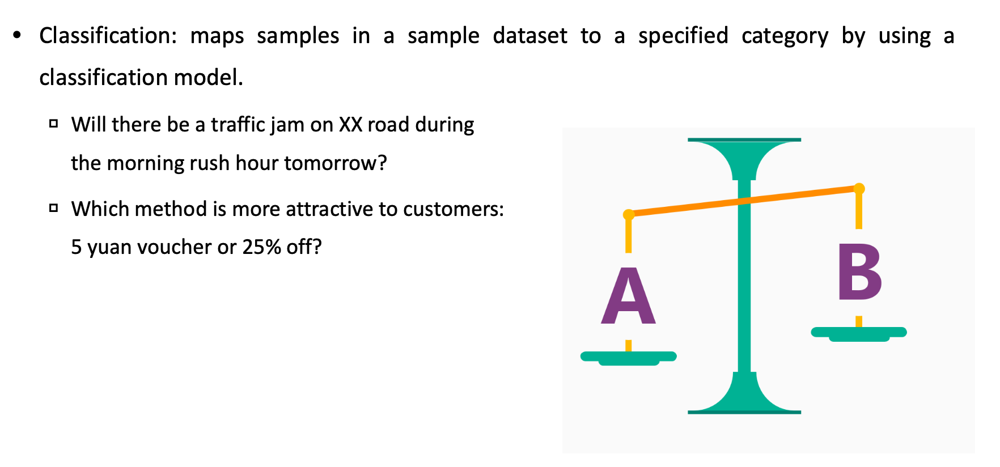 • Classification: maps samples in a sample dataset to a specified category by using a
classification model.
▫ Will there be a traffic jam on XX road during
the morning rush hour tomorrow?
▫ Which method is more attractive to customers:
5 yuan voucher or 25% off?
A
B